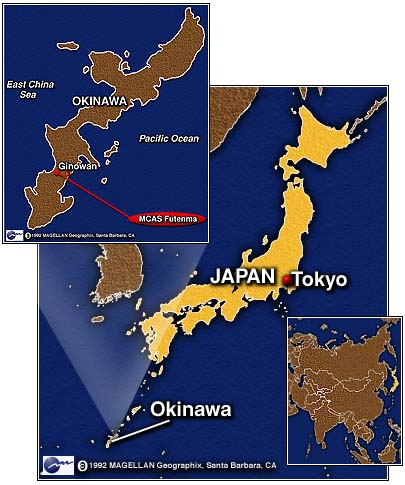 East China
Sea
OKINAWA
Pacific Ocean
Ginowan
MCAS Futenma
©1992 MAGELLAN Geographix, Santa Barbara, CA
JAPAN
Tokyo
Okinawa
©1992 MAGELLAN Geographix, Santa Barbara, CA